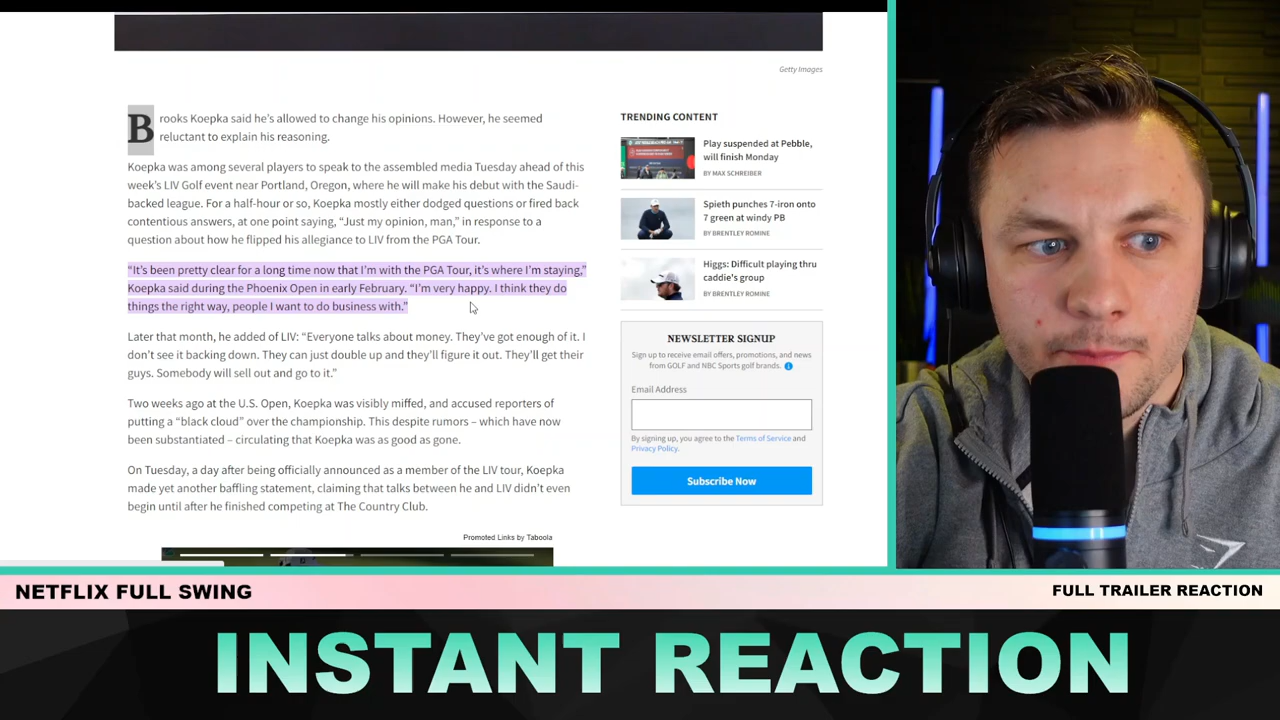 Getty Images
Brooks Koepka said he's allowed to change his opinions. However, he seemed
reluctant to explain his reasoning.
Koepka was among several players to speak to the assembled media Tuesday ahead of this
week's LIV Golf event near Portland, Oregon, where he will make his debut with the Saudi-
backed league. For a half-hour or so, Koepka mostly either dodged questions or fired back
contentious answers, at one point saying, “Just my opinion, man,” in response to a
question about how he flipped his allegiance to LIV from the PGA Tour.
“It's been pretty clear for a long time now that I'm with the PGA Tour, it's where I'm staying,”
Koepka said during the Phoenix Open in early February. “I'm very happy. I think they do
things the right way, people I want to do business with.”
Later that month, he added of LIV: “Everyone talks about money. They've got enough of it. I
don't see it backing down. They can just double up and they'll figure it out. They'll get their
guys. Somebody will sell out and go to it.”
Two weeks ago at the U.S. Open, Koepka was visibly miffed, and accused reporters of
putting a “black cloud” over the championship. This despite rumors – which have now
been substantiated – circulating that Koepka was as good as gone.
On Tuesday, a day after being officially announced as a member of the LIV tour, Koepka
made yet another baffling statement, claiming that talks between he and LIV didn't even
begin until after he finished competing at The Country Club.
Promoted Links by Taboola
TRENDING CONTENT
Play suspended at Pebble,
will finish Monday
BY MAX SCHREIBER
Spieth punches 7-iron onto
7 green at windy PB
BY BRENTLEY ROMINE
Higgs: Difficult playing thru
caddie's group
BY BRENTLEY ROMINE
NEWSLETTER SIGNUP
Sign up to receive email offers, promotions, and news
from GOLF and NBC Sports golf brands.
Email Address
By signing up, you agree to the Terms of Service and
Privacy Policy.
Subscribe Now
NETFLIX FULL SWING
FULL TRAILER REACTION
INSTANT REACTION